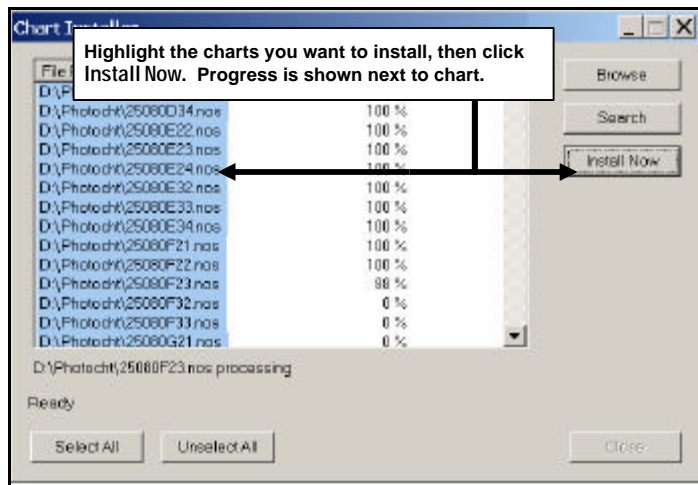 Chart
Highlight the charts you want to install, then click
Install Now. Progress is shown next to chart.
File
D:\P
D:\Photocht\25080D34.nos 100 %
D:\Photocht\25080E22.nos 100 %
D:\Photocht\25080E23.nos 100 %
D:\Photocht\25080E24.nos 100 %
D:\Photocht\25080E32.nos 100 %
D:\Photocht\25080E33.nos 100 %
D:\Photocht\25080E34.nos 100 %
D:\Photocht\25080F21.nos 100 %
D:\Photocht\25080F22.nos 100 %
D:\Photocht\25080F23.nos 98 %
D:\Photocht\25080F32.nos 0 %
D:\Photocht\25080F33.nos 0 %
D:\Photocht\25080G21.nos 0 %
Browse
Search
Install Now
D:\Photocht\25080F23.nos processing
Ready
Select All Unselect All Close